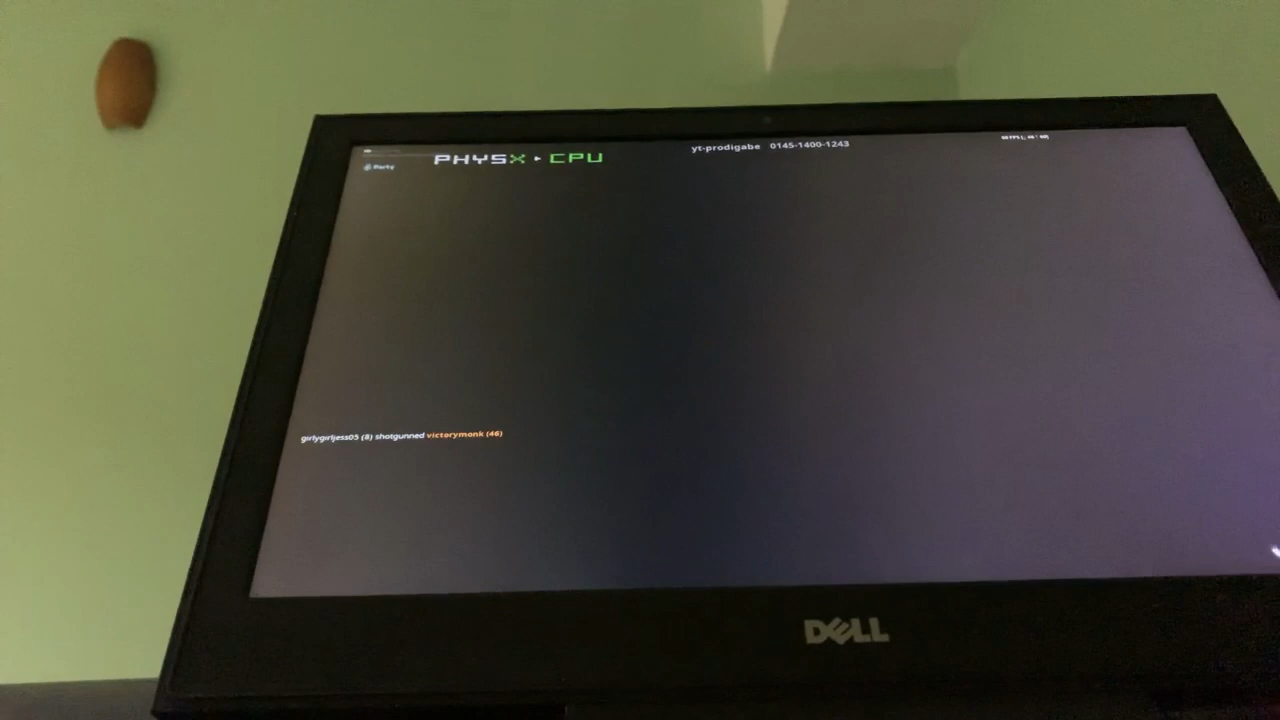 PHYSX ▸ CPU
yt-prodigabe 0145-1400-1243
Party
girlygirljess05 (8) shotgunned victorymonk (46)
DELL